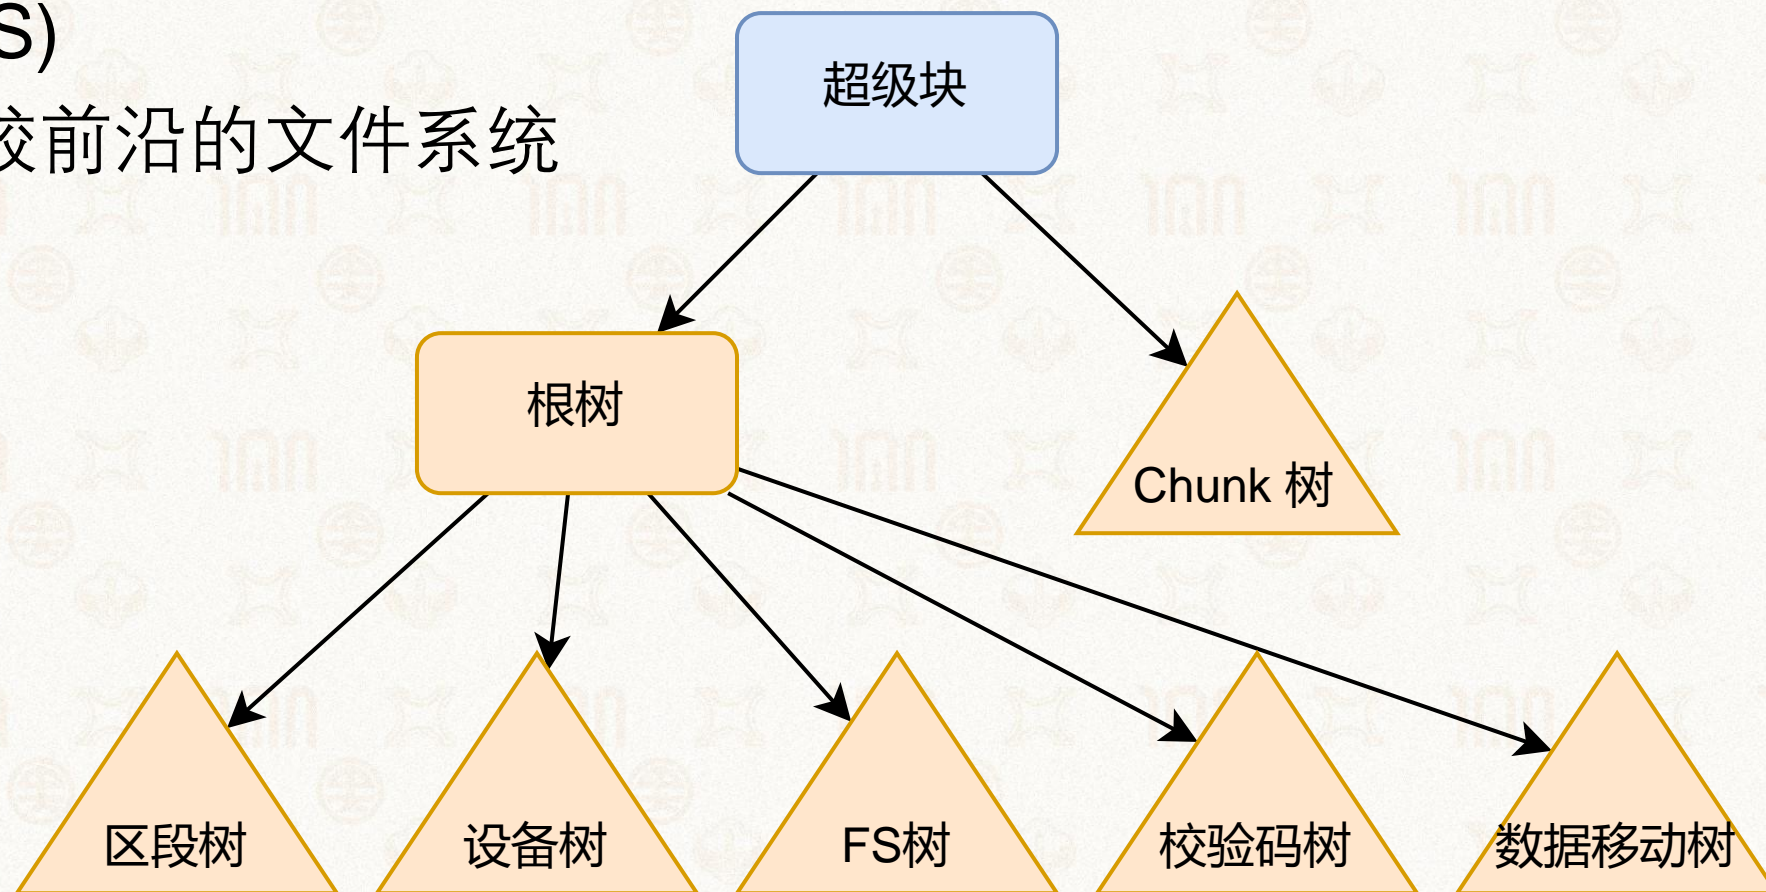 S)
较前沿的文件系统
超级块
根树
Chunk 树
区段树
设备树
FS树
校验码树
数据移动树